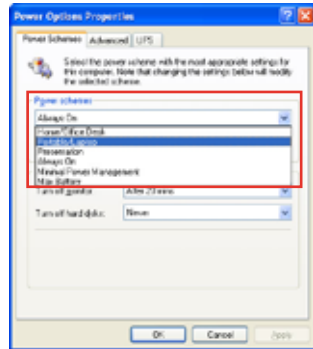 Power Options Properties
Power Schemes Advanced UPS
Select the power scheme with the most appropriate settings for
this computer. Note that changing the settings below will modify
the selected scheme.
Power schemes
Always On
Home/Office Desk
Portable/Laptop
Presentation
Always On
Minimal Power Management
Max Battery
Turn off monitor: After 20 mins
Turn off hard disks: Never
OK Cancel Apply